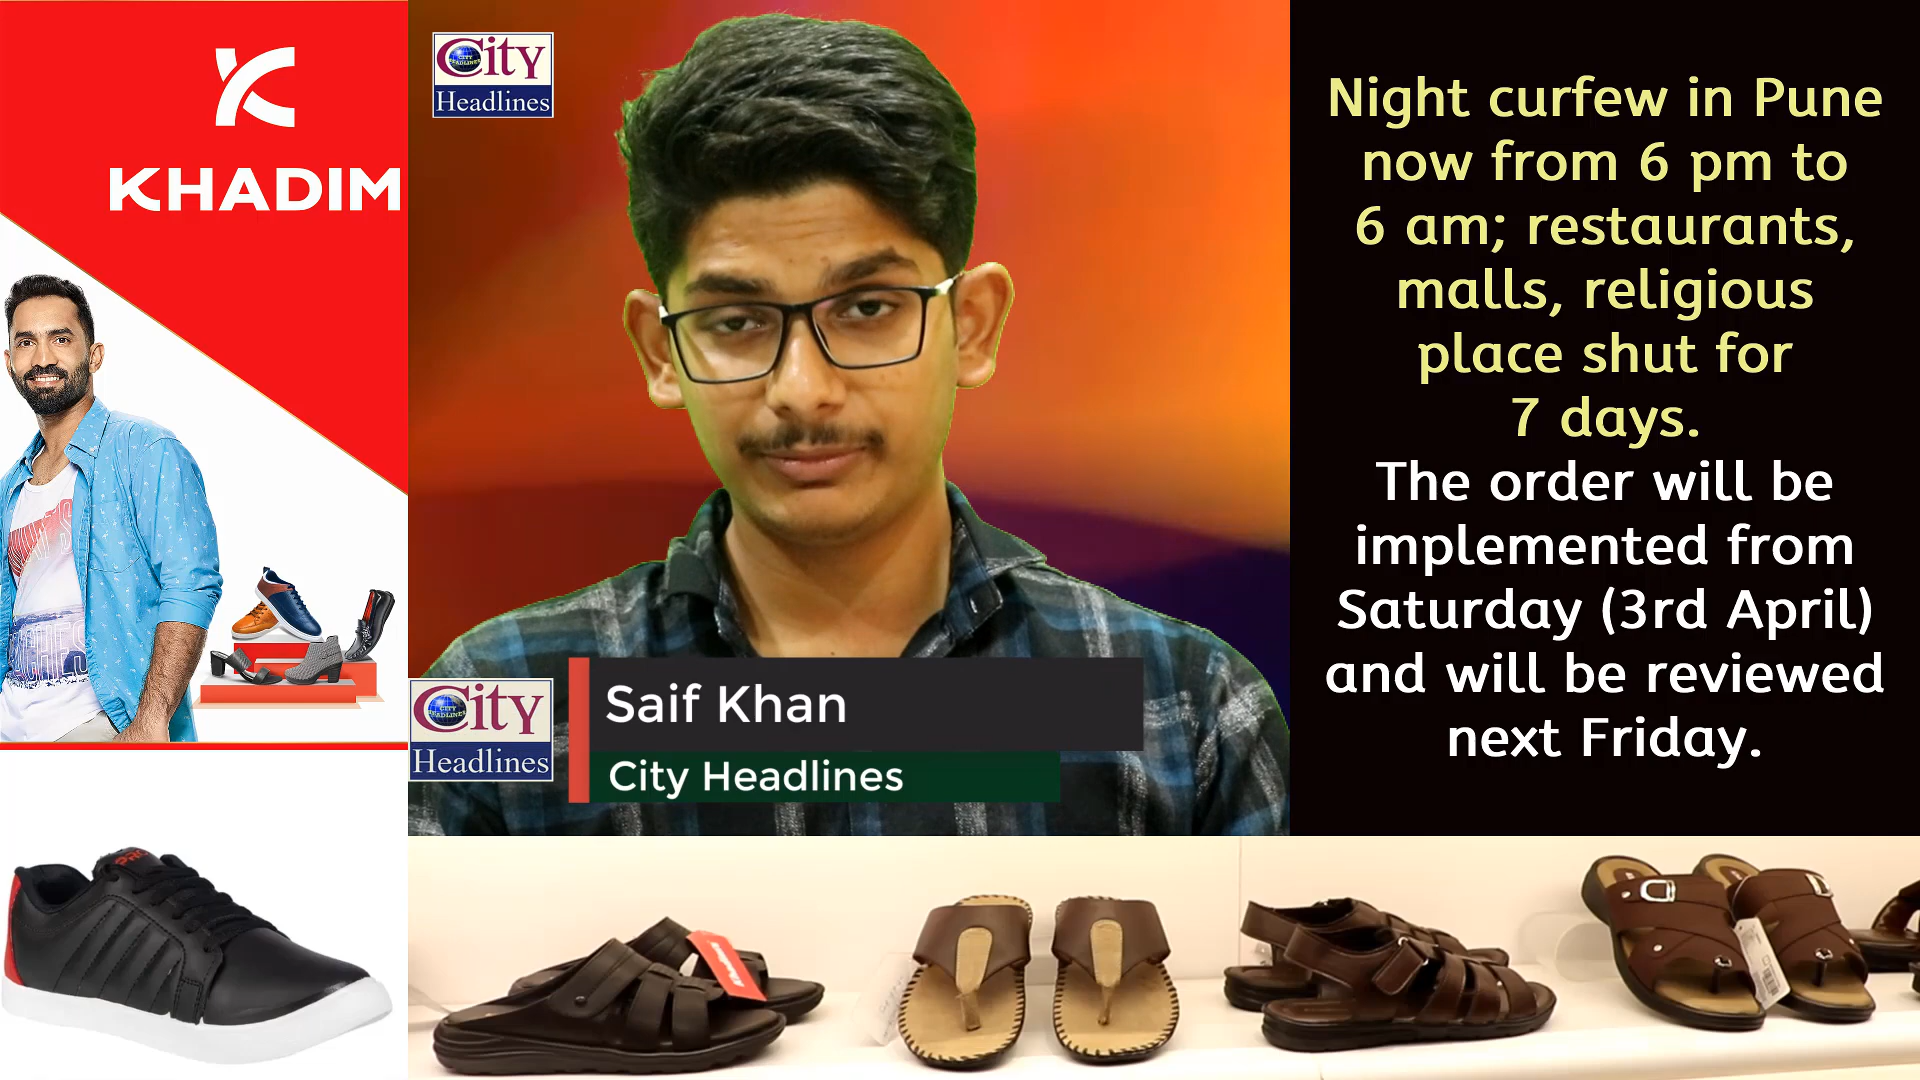 KHADIM
City
Headlines
Night curfew in Pune
now from 6 pm to
6 am; restaurants,
malls, religious
place shut for
7 days.
The order will be
implemented from
Saturday (3rd April)
and will be reviewed
next Friday.
City
Headlines
Saif Khan
City Headlines